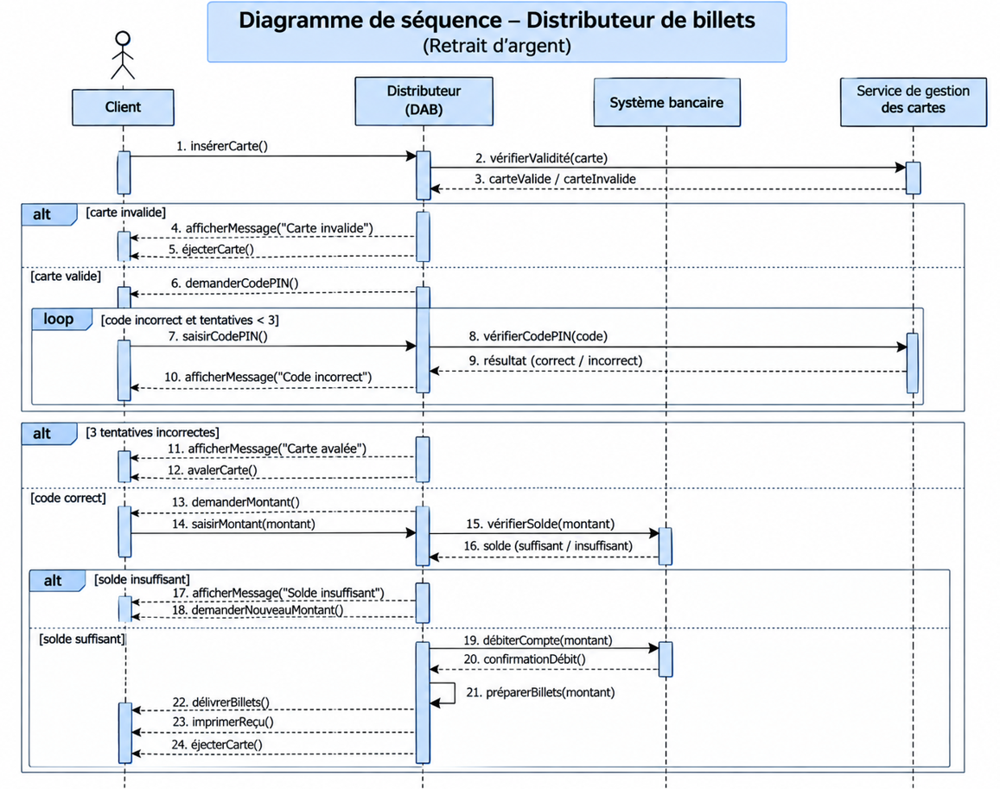 Diagramme de séquence – Distributeur de billets
(Retrait d'argent)
Client
Distributeur
(DAB)
Système bancaire
Service de gestion
des cartes
1. insérerCarte()
2. vérifierValidité(carte)
3. carteValide / carteInvalide
alt
[carte invalide]
4. afficherMessage("Carte invalide")
5. éjecterCarte()
[carte valide]
6. demanderCodePIN()
loop
[code incorrect et tentatives < 3]
7. saisirCodePIN()
8. vérifierCodePIN(code)
9. résultat (correct / incorrect)
10. afficherMessage("Code incorrect")
alt
[3 tentatives incorrectes]
11. afficherMessage("Carte avalée")
12. avalerCarte()
[code correct]
13. demanderMontant()
14. saisirMontant(montant)
15. vérifierSolde(montant)
16. solde (suffisant / insuffisant)
alt
[solde insuffisant]
17. afficherMessage("Solde insuffisant")
18. demanderNouveauMontant()
[solde suffisant]
19. débiterCompte(montant)
20. confirmationDébit()
21. préparerBillets(montant)
22. délivrerBillets()
23. imprimerReçu()
24. éjecterCarte()